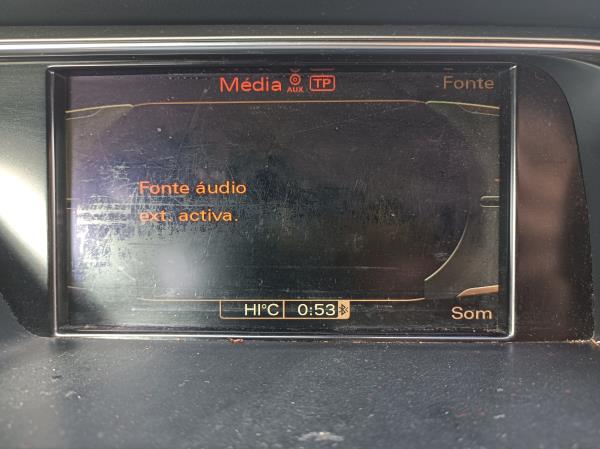 Média AUX TP Fonte
Fonte áudio
ext. activa.
HI°C 0:53 Som